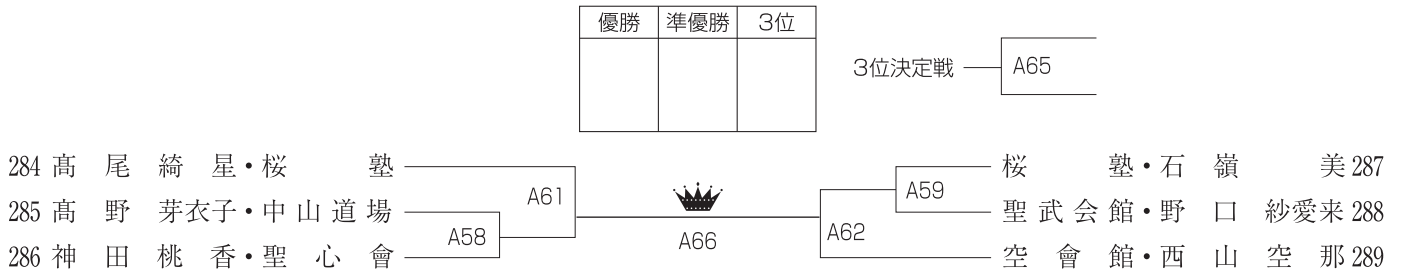 優勝 準優勝 3位
3位決定戦 A65
284 髙尾綺星・桜塾
桜塾・石嶺美 287
A61
A59
285 髙野芽衣子・中山道場
聖武会館・野口紗愛来 288
A58
A66
A62
286 神田桃香・聖心會
空會館・西山空那 289